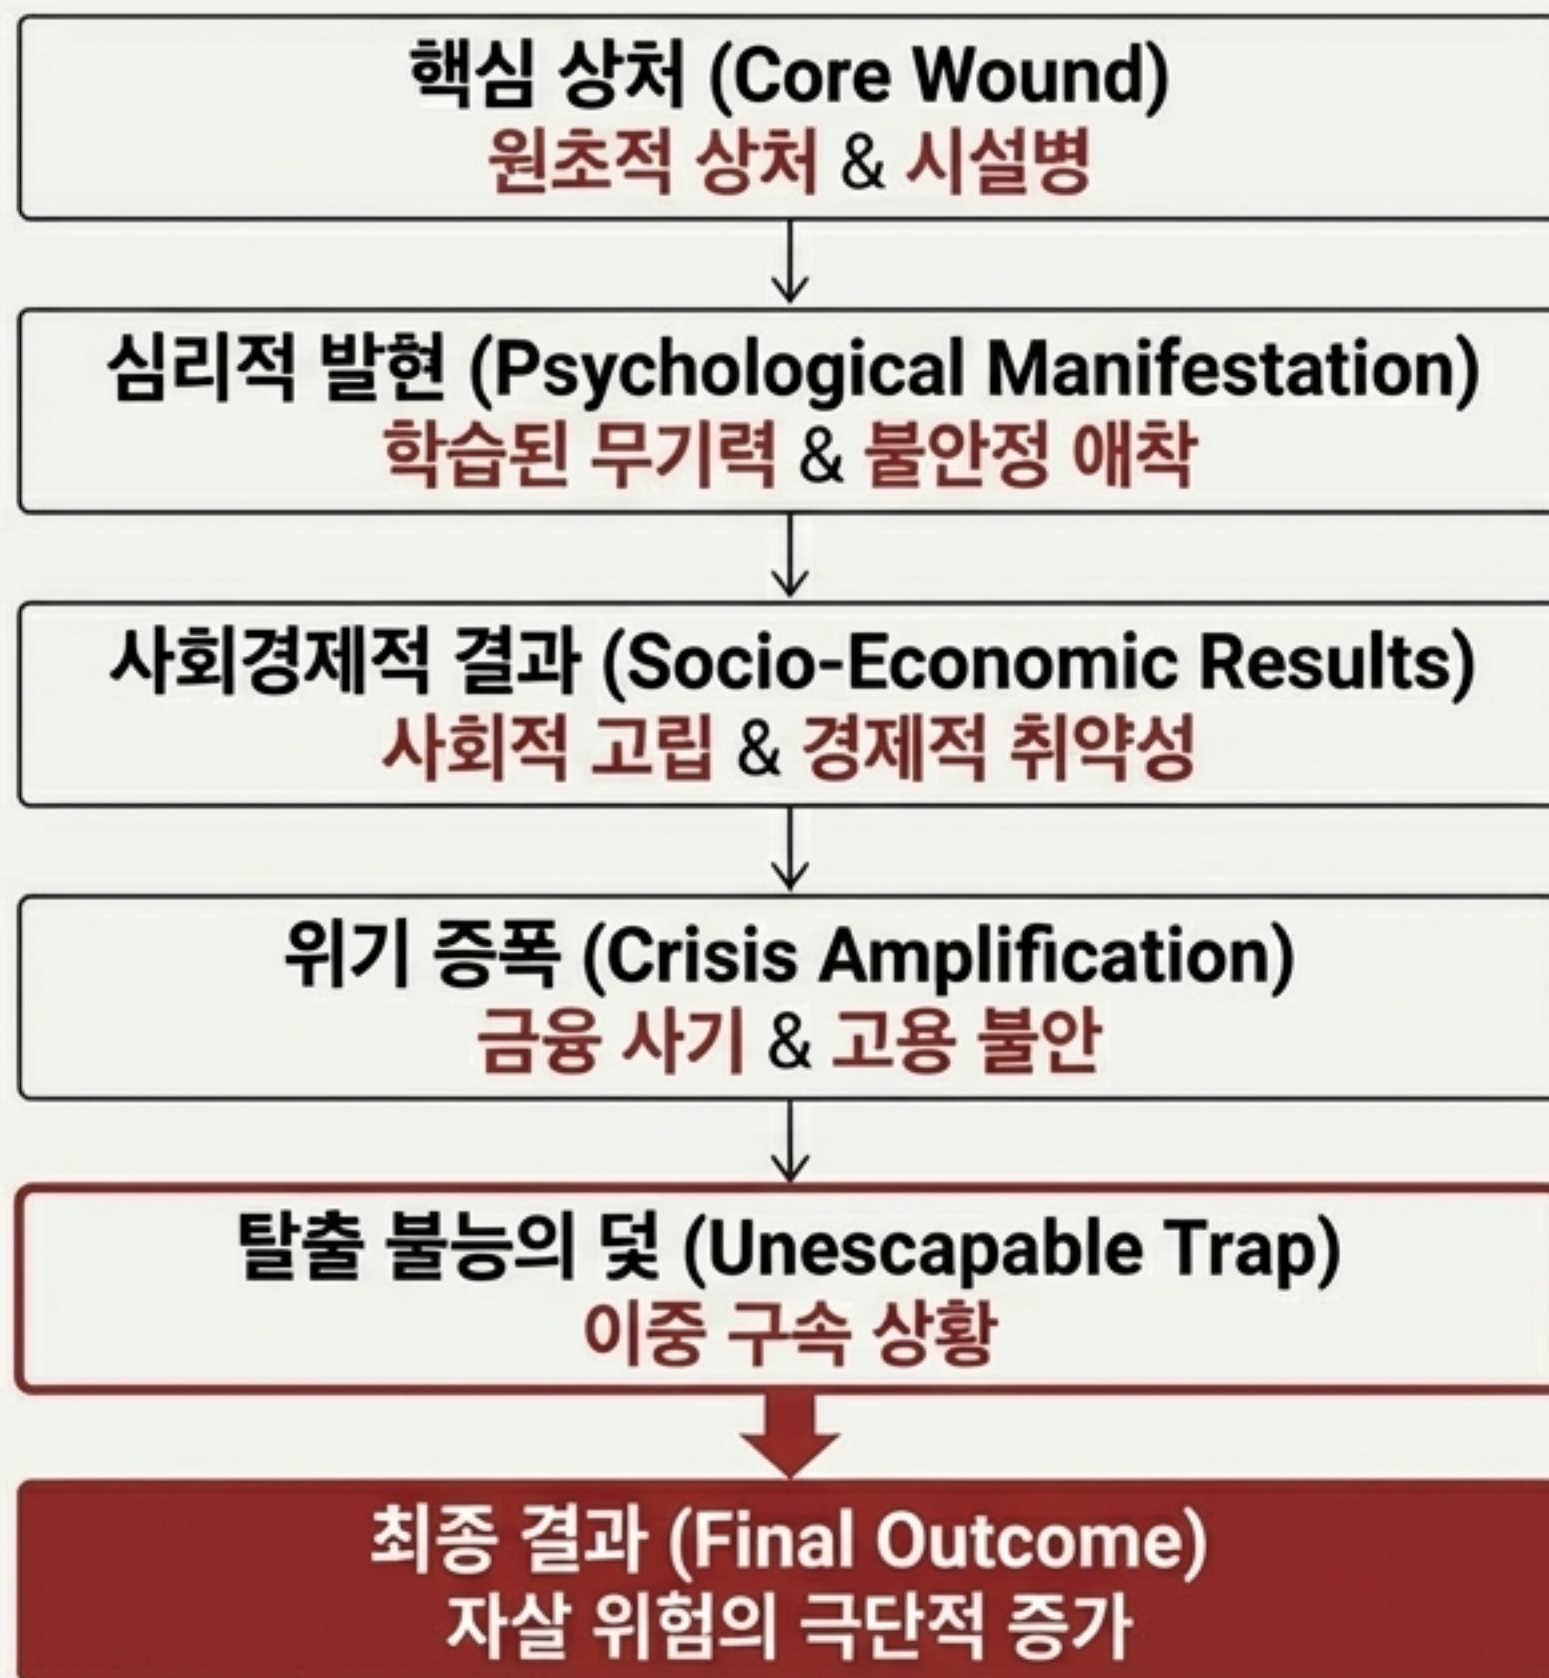 핵심 상처 (Core Wound)
원초적 상처 & 시설병
심리적 발현 (Psychological Manifestation)
학습된 무기력 & 불안정 애착
사회경제적 결과 (Socio-Economic Results)
사회적 고립 & 경제적 취약성
위기 증폭 (Crisis Amplification)
금융 사기 & 고용 불안
탈출 불능의 덫 (Unescapable Trap)
이중 구속 상황
최종 결과 (Final Outcome)
자살 위험의 극단적 증가